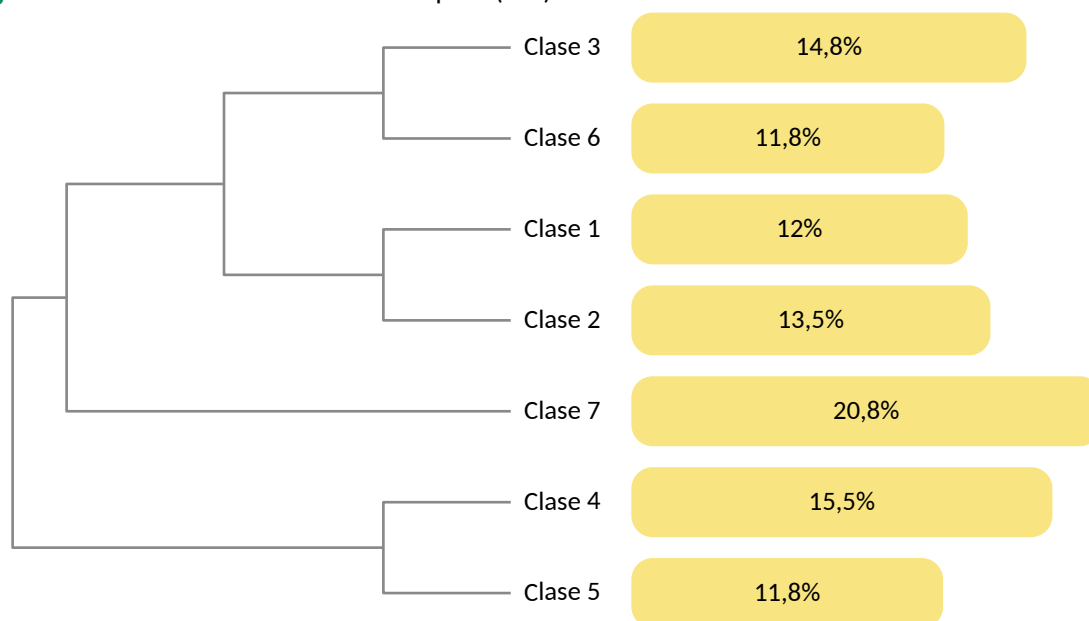 Clase 3 14,8%
Clase 6 11,8%
Clase 1 12%
Clase 2 13,5%
Clase 7 20,8%
Clase 4 15,5%
Clase 5 11,8%